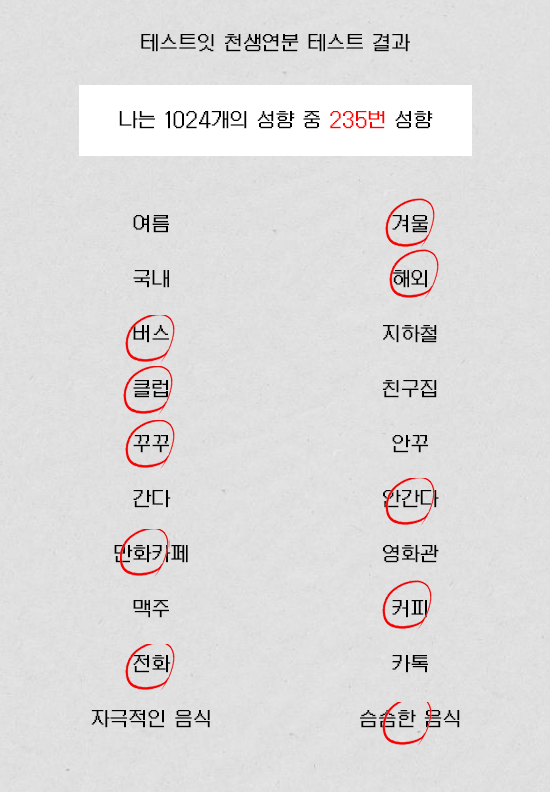 테스트잇 천생연분 테스트 결과
나는 1024개의 성향 중 235번 성향
여름 겨울
국내 해외
버스 지하철
클럽 친구집
꾸꾸 안꾸
간다 안간다
만화카페 영화관
맥주 커피
전화 카톡
자극적인 음식 슴슴한 음식